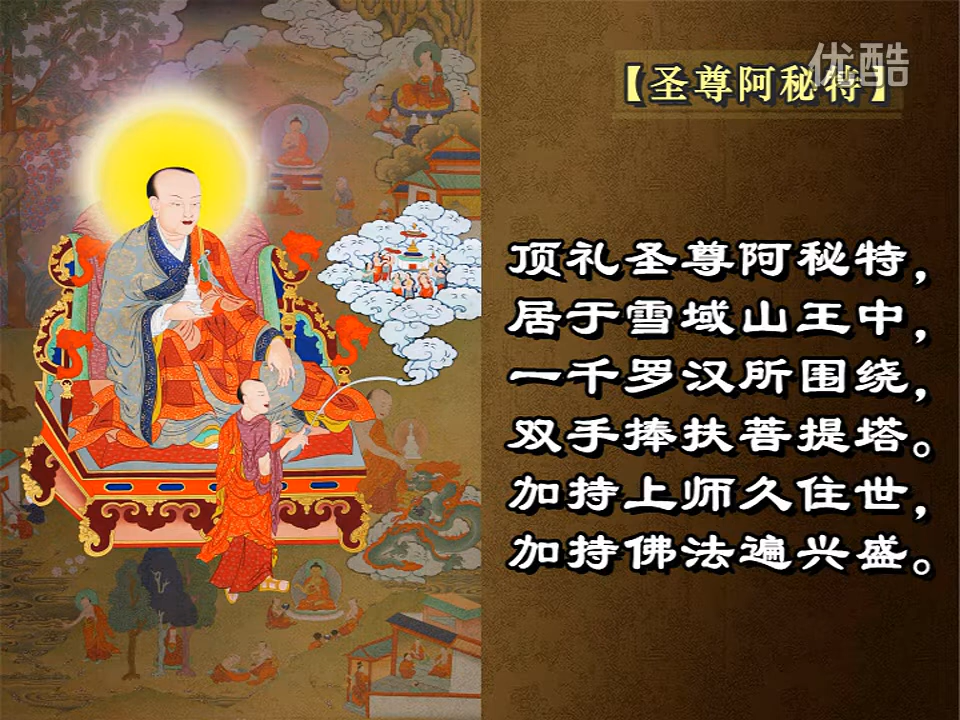 优酷
【圣尊阿秘特】
顶礼圣尊阿秘特，
居于雪域山王中，
一千罗汉所围绕，
双手捧扶菩提塔。
加持上师久住世，
加持佛法遍兴盛。